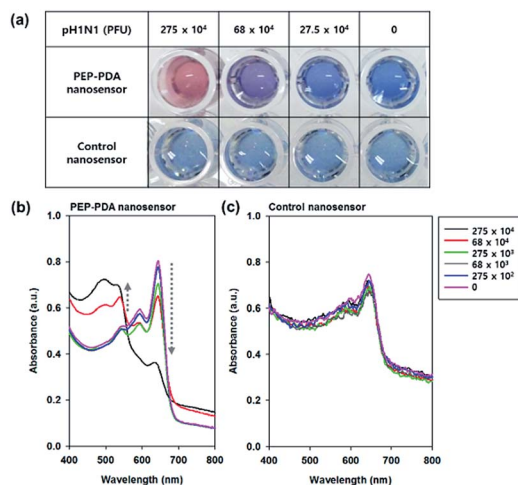 (a)
pH1N1 (PFU) 275 x 10⁴ 68 x 10⁴ 27.5 x 10⁴ 0
PEP-PDA
nanosensor
Control
nanosensor
(b) PEP-PDA nanosensor
1.0
0.8
0.6
0.4
0.2
0.0
Absorbance (a.u.)
400 500 600 700 800
Wavelength (nm)
(c) Control nanosensor
1.0
0.8
0.6
0.4
0.2
0.0
Absorbance (a.u.)
400 500 600 700 800
Wavelength (nm)
275 x 10⁴
68 x 10⁴
275 x 10³
68 x 10³
275 x 10²
0